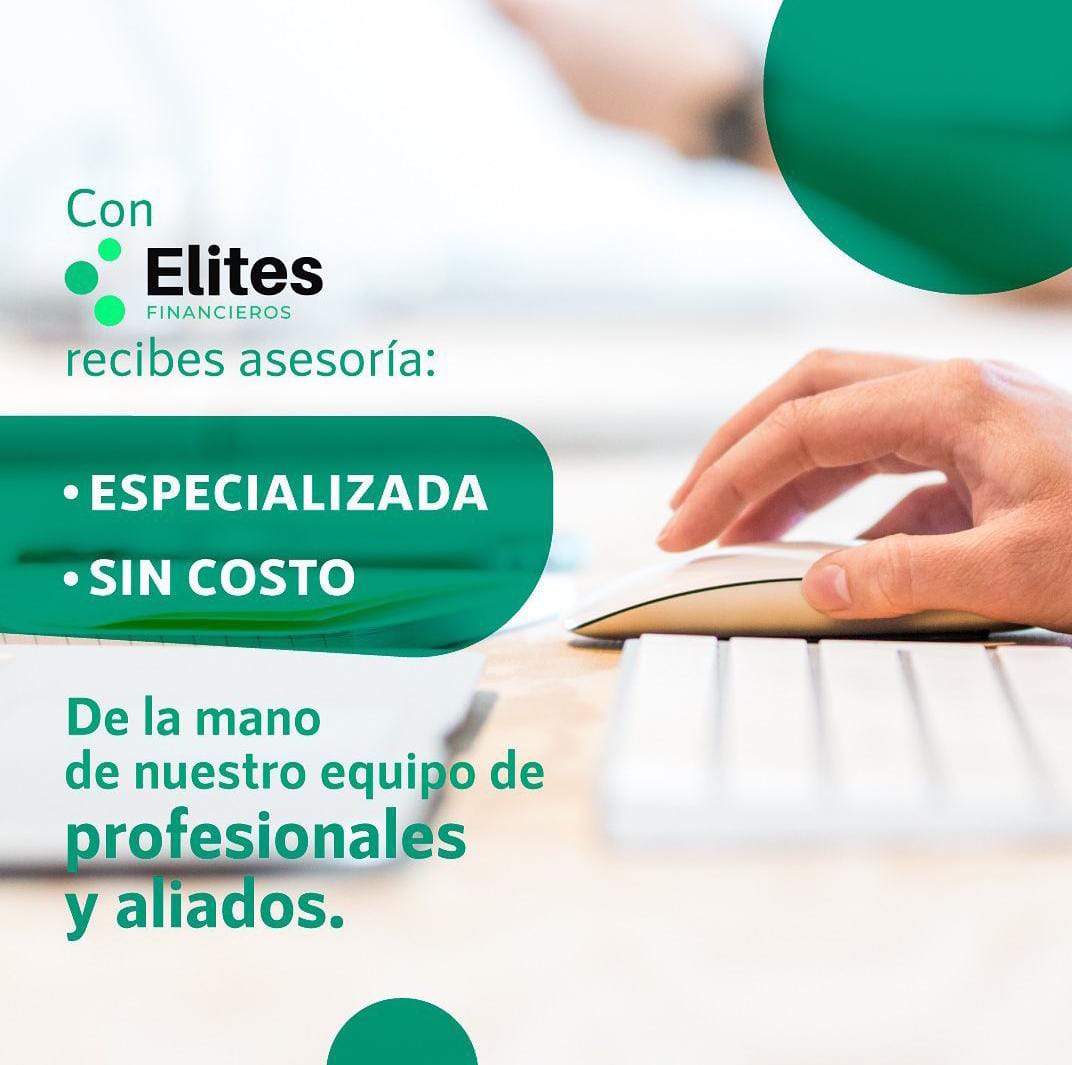 Con
Elites
FINANCIEROS
recibes asesoría:
• ESPECIALIZADA
• SIN COSTO
De la mano
de nuestro equipo de
profesionales
y aliados.